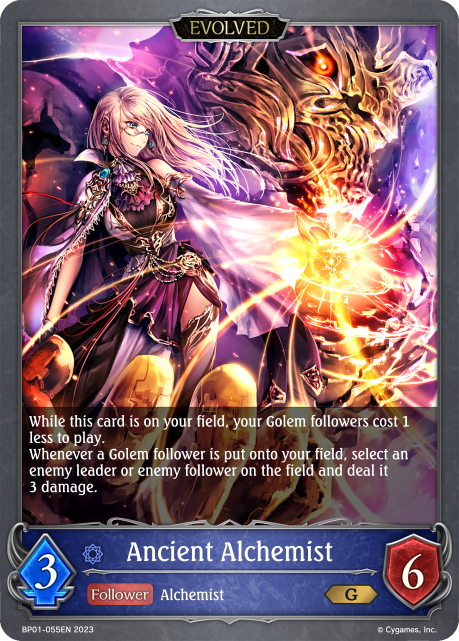 EVOLVED
While this card is on your field, your Golem followers cost 1
less to play.
Whenever a Golem follower is put onto your field, select an
enemy leader or enemy follower on the field and deal it
3 damage.
Ancient Alchemist
3
6
Follower Alchemist G
BP01-055EN 2023 © Cygames, Inc.